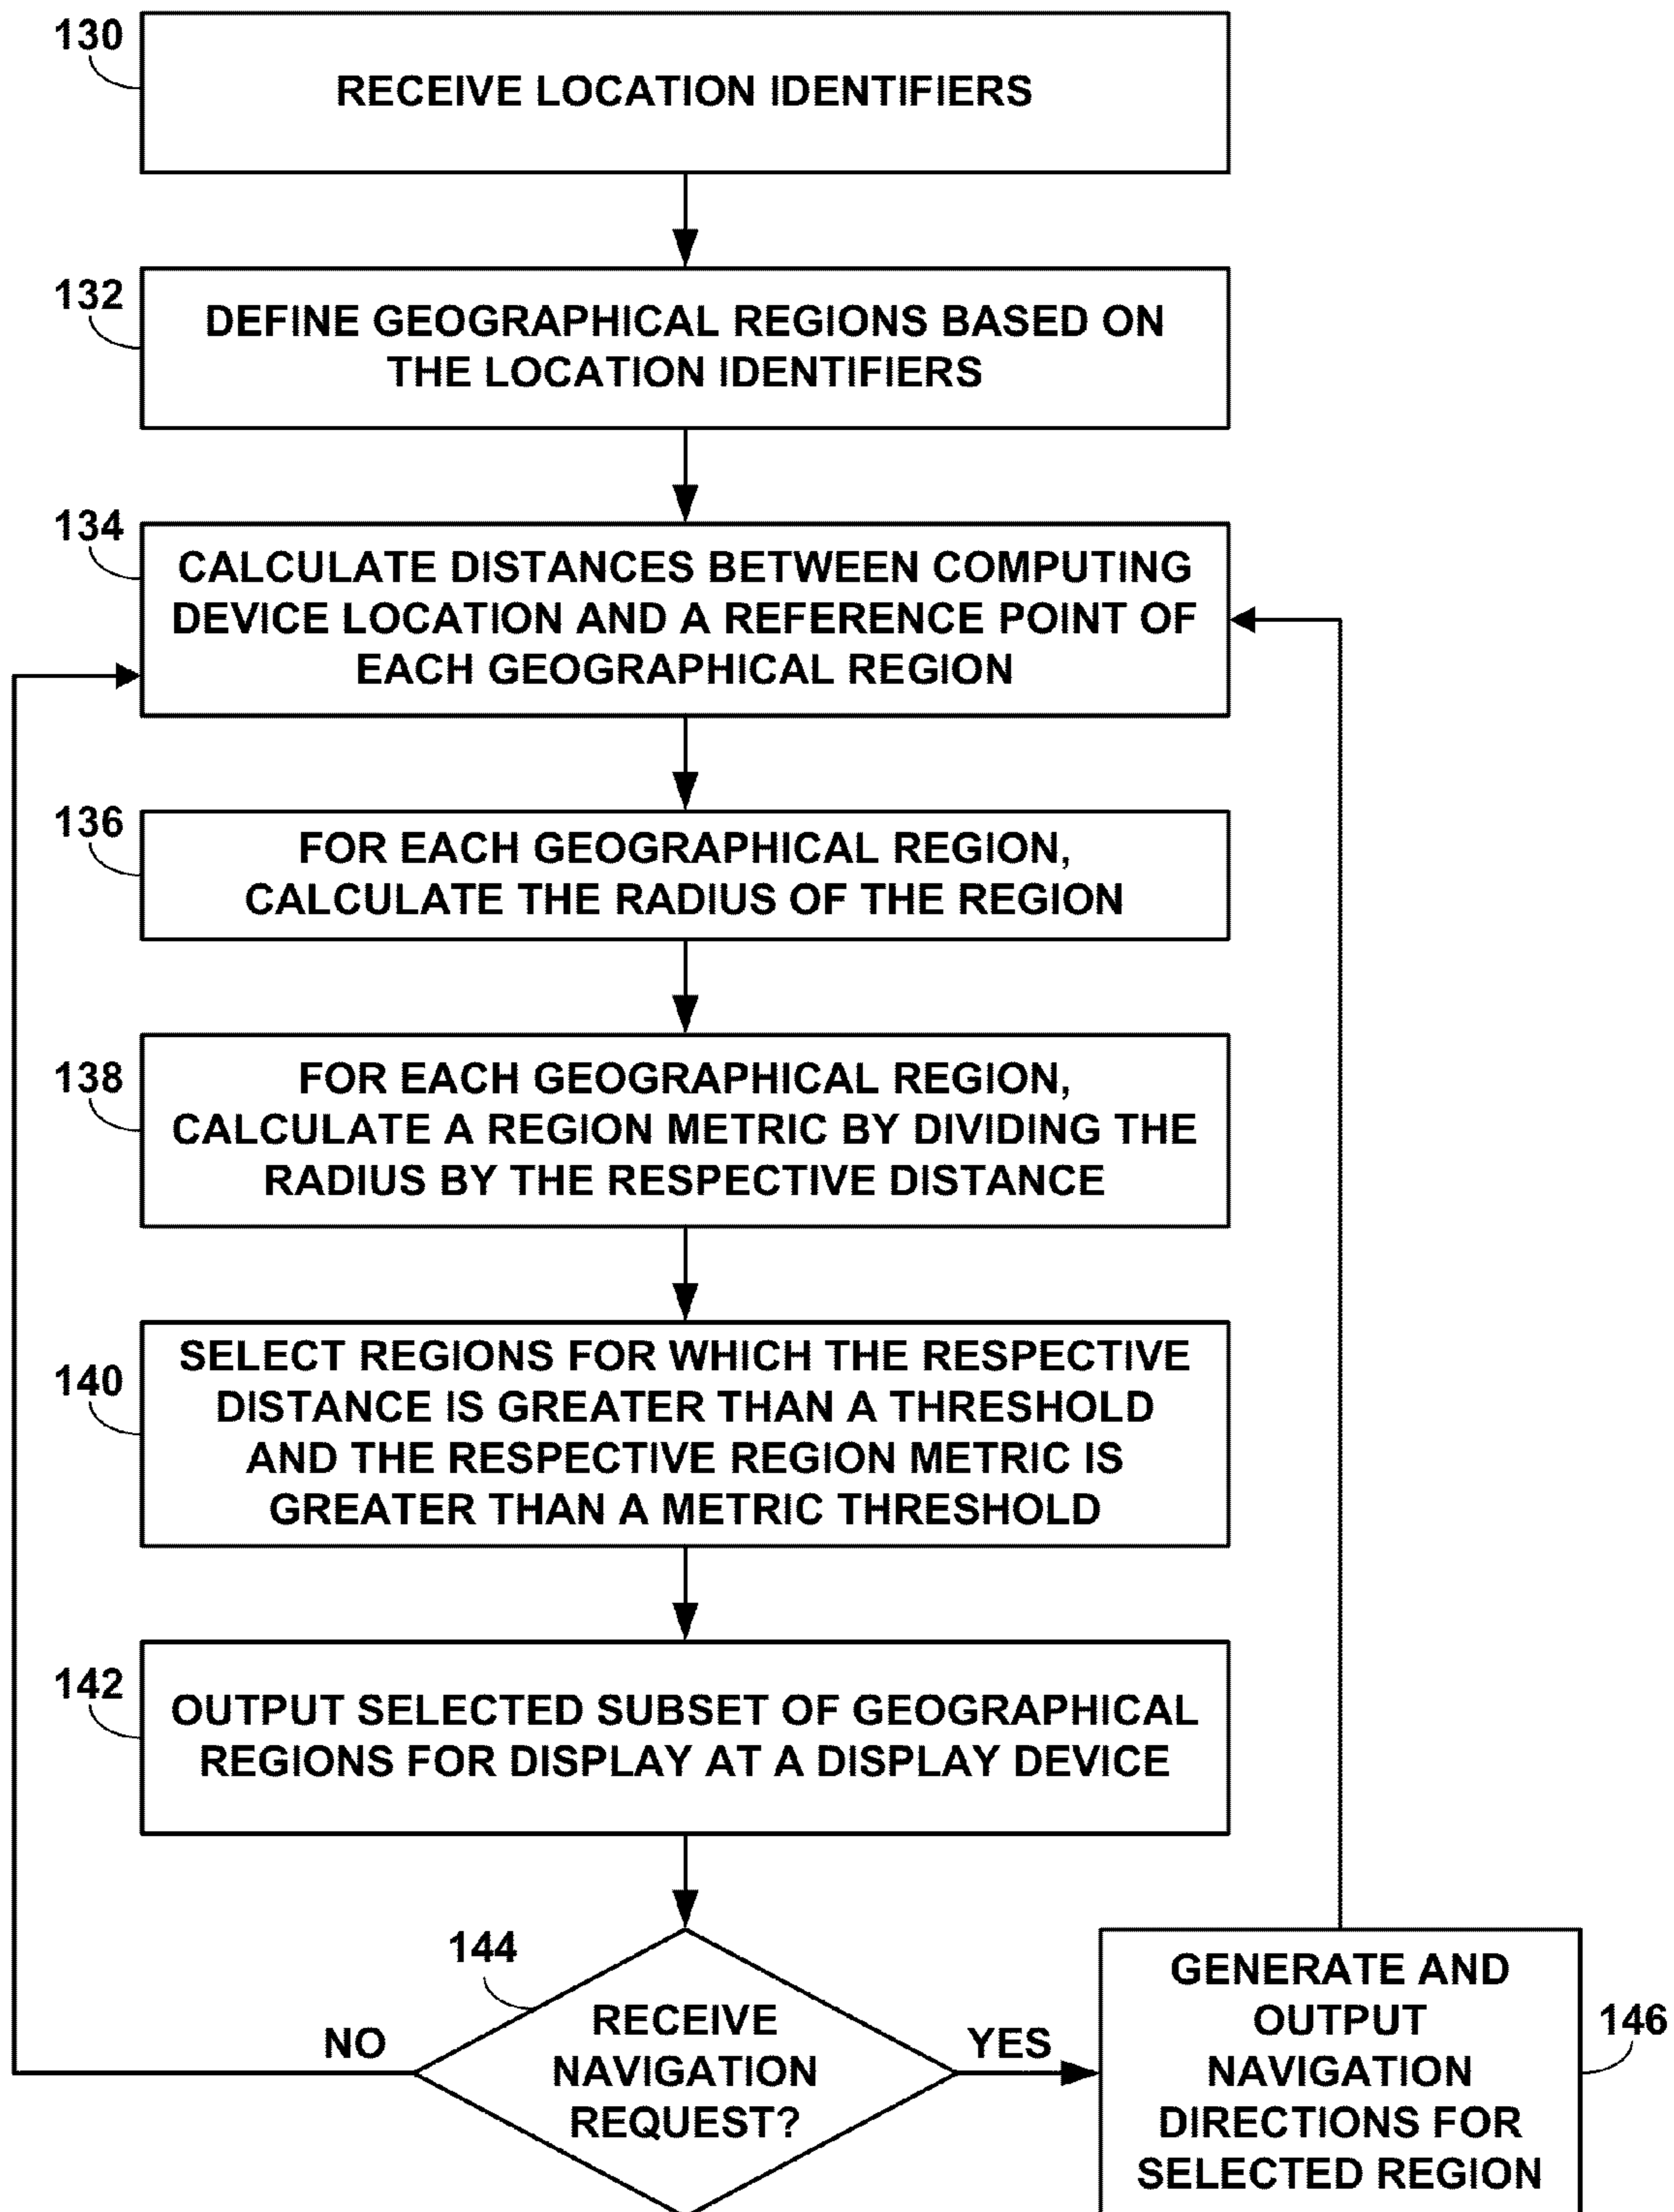 130
RECEIVE LOCATION IDENTIFIERS
132
DEFINE GEOGRAPHICAL REGIONS BASED ON
THE LOCATION IDENTIFIERS
134
CALCULATE DISTANCES BETWEEN COMPUTING
DEVICE LOCATION AND A REFERENCE POINT OF
EACH GEOGRAPHICAL REGION
136
FOR EACH GEOGRAPHICAL REGION,
CALCULATE THE RADIUS OF THE REGION
138
FOR EACH GEOGRAPHICAL REGION,
CALCULATE A REGION METRIC BY DIVIDING THE
RADIUS BY THE RESPECTIVE DISTANCE
140
SELECT REGIONS FOR WHICH THE RESPECTIVE
DISTANCE IS GREATER THAN A THRESHOLD
AND THE RESPECTIVE REGION METRIC IS
GREATER THAN A METRIC THRESHOLD
142
OUTPUT SELECTED SUBSET OF GEOGRAPHICAL
REGIONS FOR DISPLAY AT A DISPLAY DEVICE
144
RECEIVE
NAVIGATION
REQUEST?
NO
YES
GENERATE AND
OUTPUT
NAVIGATION
DIRECTIONS FOR
SELECTED REGION
146